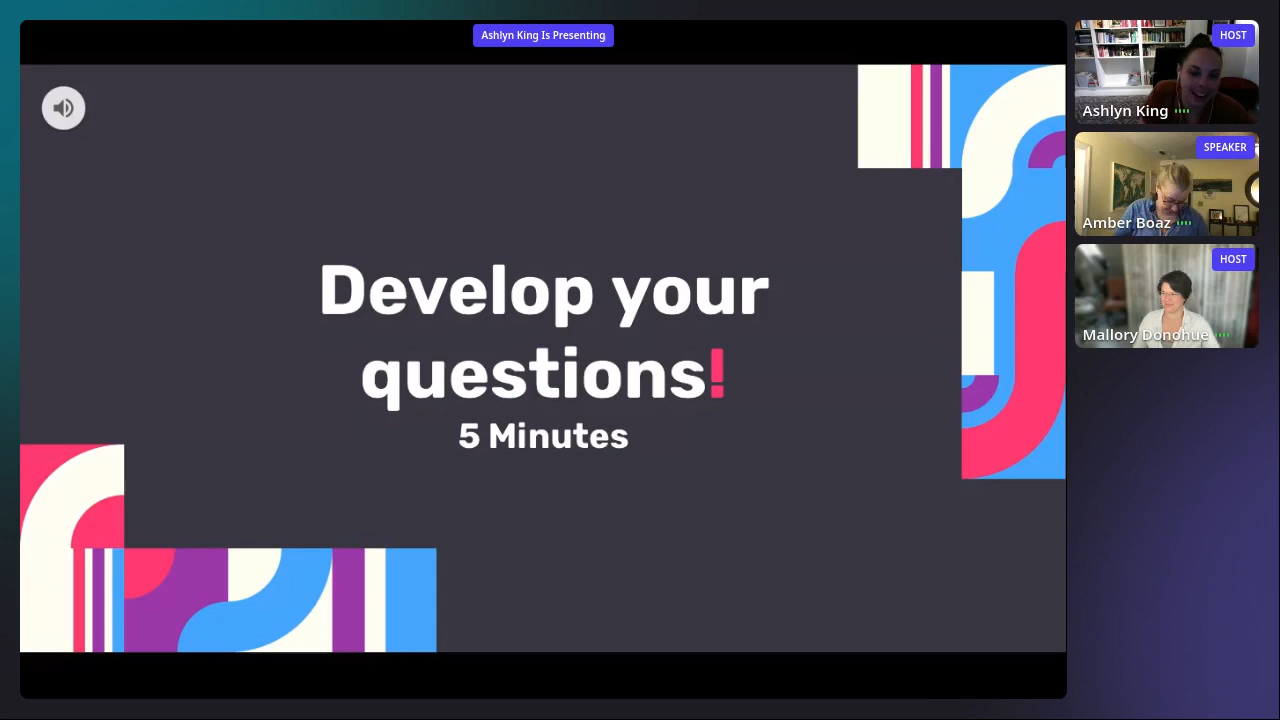 Ashlyn King Is Presenting
Develop your
questions!
5 Minutes
HOST
Ashlyn King
SPEAKER
Amber Boaz
HOST
Mallory Donohue